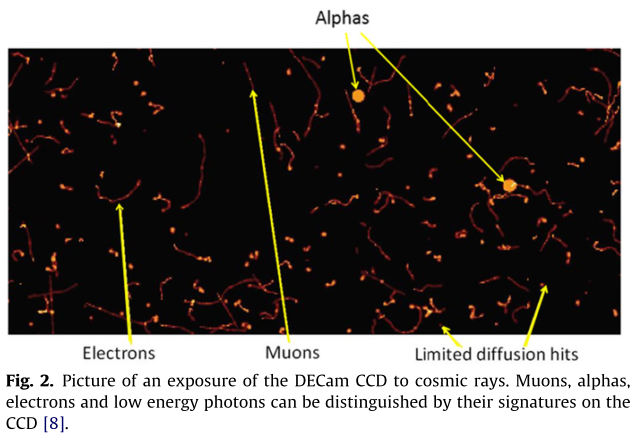 Alphas
Electrons
Muons
Limited diffusion hits
Fig. 2. Picture of an exposure of the DECam CCD to cosmic rays. Muons, alphas,
electrons and low energy photons can be distinguished by their signatures on the
CCD [8].